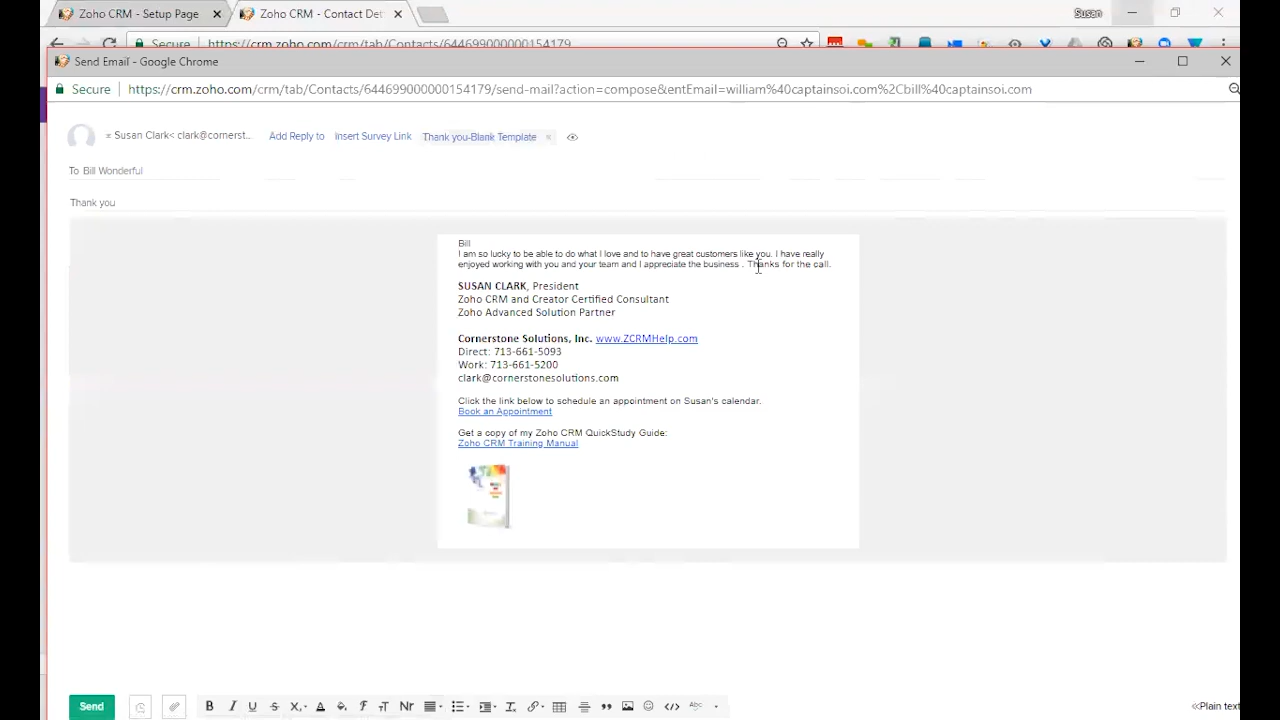 Zoho CRM - Setup Page
Zoho CRM - Contact Det
Susan
Secure https://crm.zoho.com/crm/tab/Contacts/644699000000154179
Send Email - Google Chrome
Secure https://crm.zoho.com/crm/tab/Contacts/644699000000154179/send-mail?action=compose&entEmail=william%40captainsoi.com%2Cbill%40captainsoi.com
Susan Clark< clark@cornerst... Add Reply to Insert Survey Link Thank you-Blank Template
To Bill Wonderful
Thank you
Bill
I am so lucky to be able to do what I love and to have great customers like you. I have really
enjoyed working with you and your team and I appreciate the business . Thanks for the call.
SUSAN CLARK, President
Zoho CRM and Creator Certified Consultant
Zoho Advanced Solution Partner
Cornerstone Solutions, Inc. www.ZCRMHelp.com
Direct: 713-661-5093
Work: 713-661-5200
clark@cornerstonesolutions.com
Click the link below to schedule an appointment on Susan's calendar.
Book an Appointment
Get a copy of my Zoho CRM QuickStudy Guide:
Zoho CRM Training Manual
Send
«Plain text